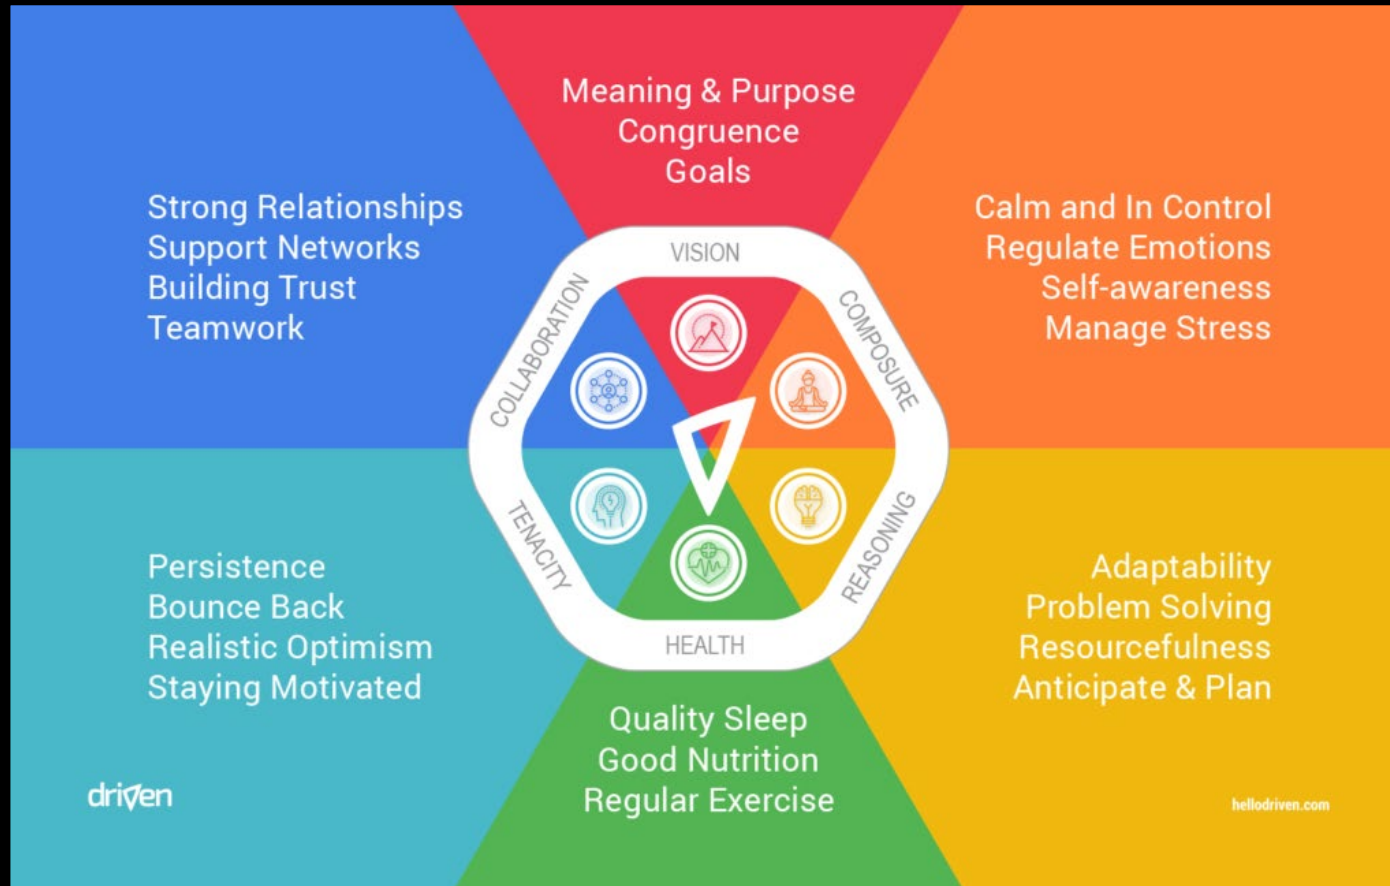 Meaning & Purpose
Congruence
Goals
Strong Relationships
Support Networks
Building Trust
Teamwork
Calm and In Control
Regulate Emotions
Self-awareness
Manage Stress
VISION
COLLABORATION
COMPOSURE
TENACITY
REASONING
HEALTH
Persistence
Bounce Back
Realistic Optimism
Staying Motivated
Adaptability
Problem Solving
Resourcefulness
Anticipate & Plan
Quality Sleep
Good Nutrition
Regular Exercise
driven
hellodriven.com